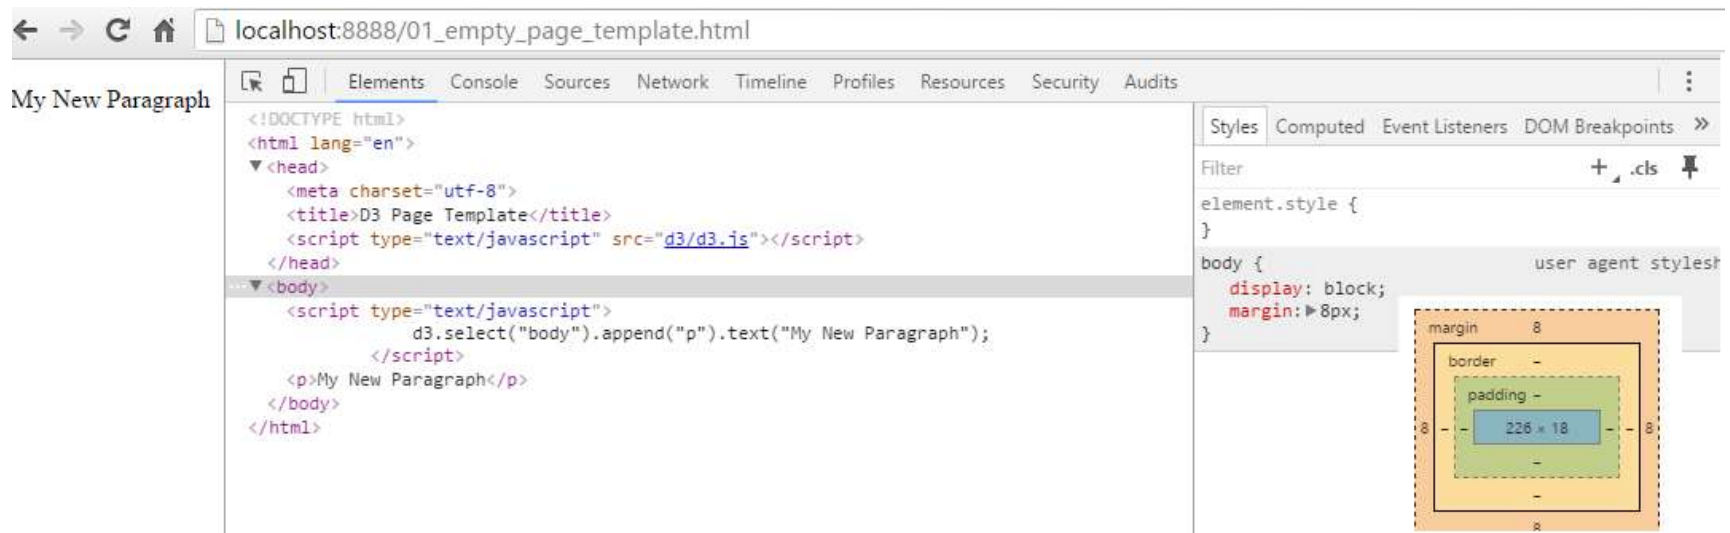 localhost:8888/01_empty_page_template.html
My New Paragraph
Elements Console Sources Network Timeline Profiles Resources Security Audits
<!DOCTYPE html>
<html lang="en">
▼<head>
<meta charset="utf-8">
<title>D3 Page Template</title>
<script type="text/javascript" src="d3/d3.js"></script>
</head>
···▼<body>
<script type="text/javascript">
d3.select("body").append("p").text("My New Paragraph");
</script>
<p>My New Paragraph</p>
</body>
</html>
Styles Computed Event Listeners DOM Breakpoints »
Filter + .cls
element.style {
}
body { user agent stylesh
display: block;
margin:▶8px;
}
margin 8
border –
padding –
8 – – 226 × 18 – – 8
–
–
8